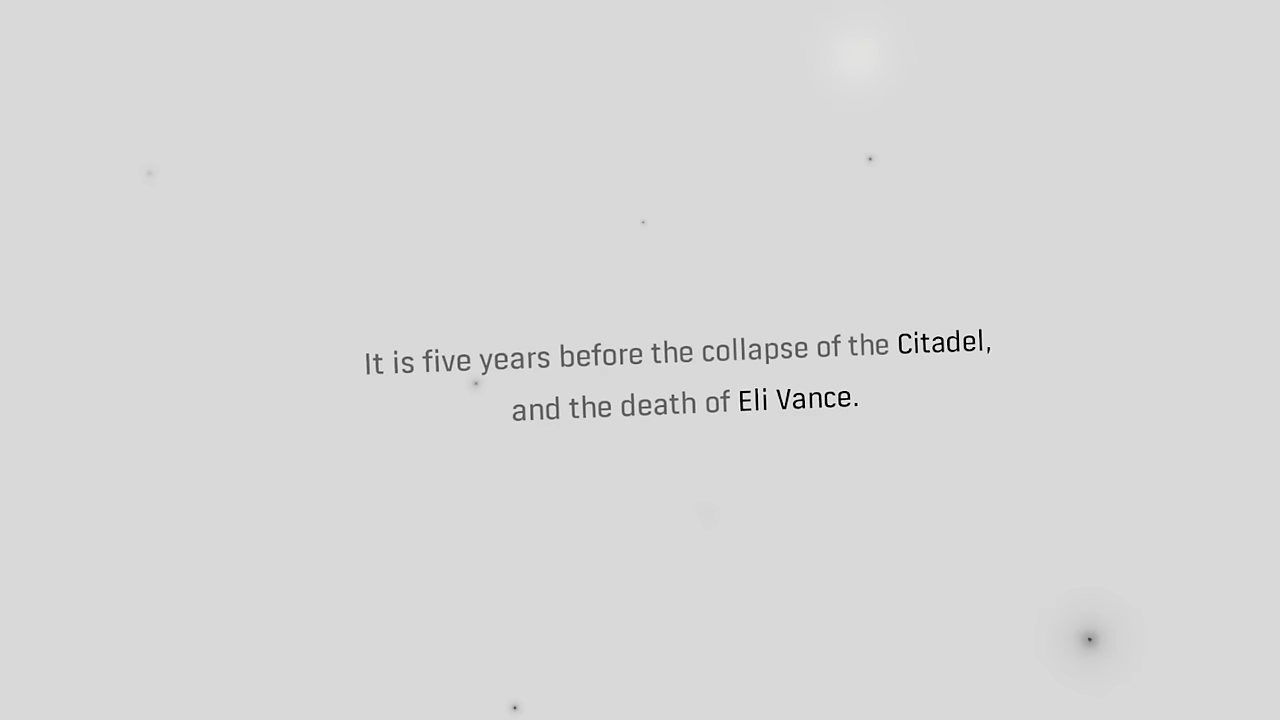 It is five years before the collapse of the Citadel,
and the death of Eli Vance.